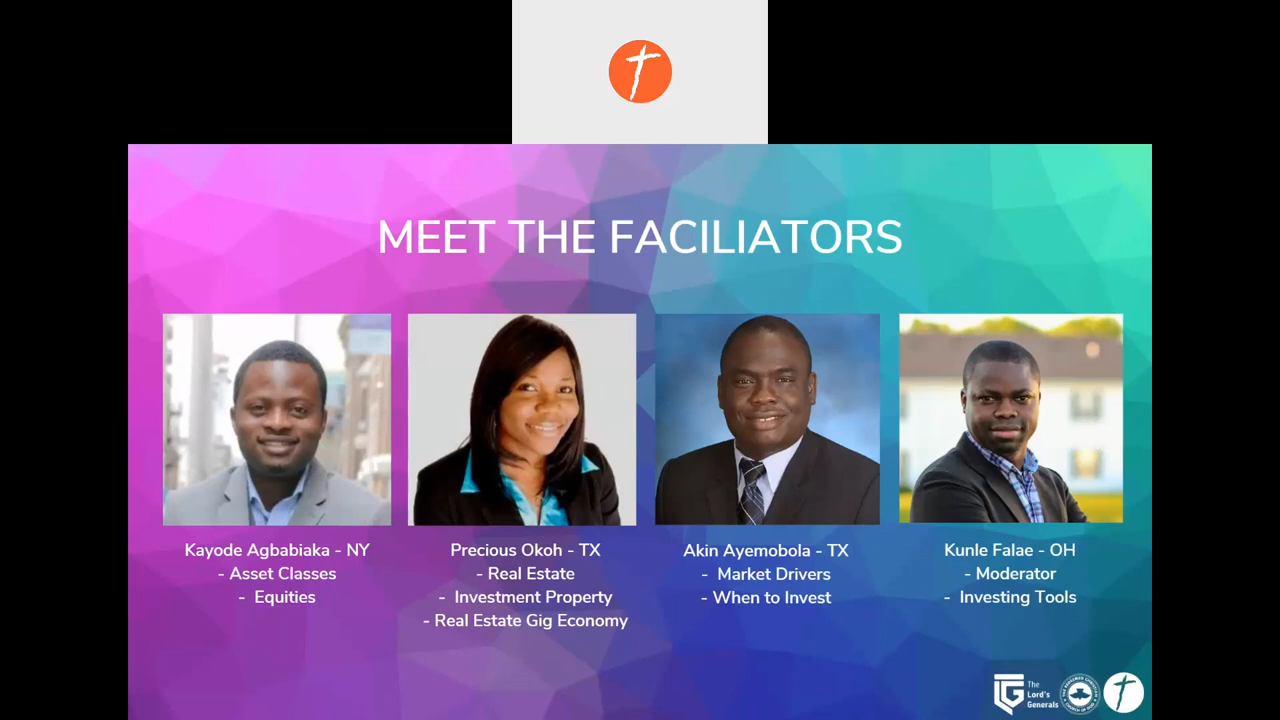 MEET THE FACILIATORS
Kayode Agbabiaka - NY
- Asset Classes
- Equities
Precious Okoh - TX
- Real Estate
- Investment Property
- Real Estate Gig Economy
Akin Ayemobola - TX
- Market Drivers
- When to Invest
Kunle Falae - OH
- Moderator
- Investing Tools
The
Lord's
Generals